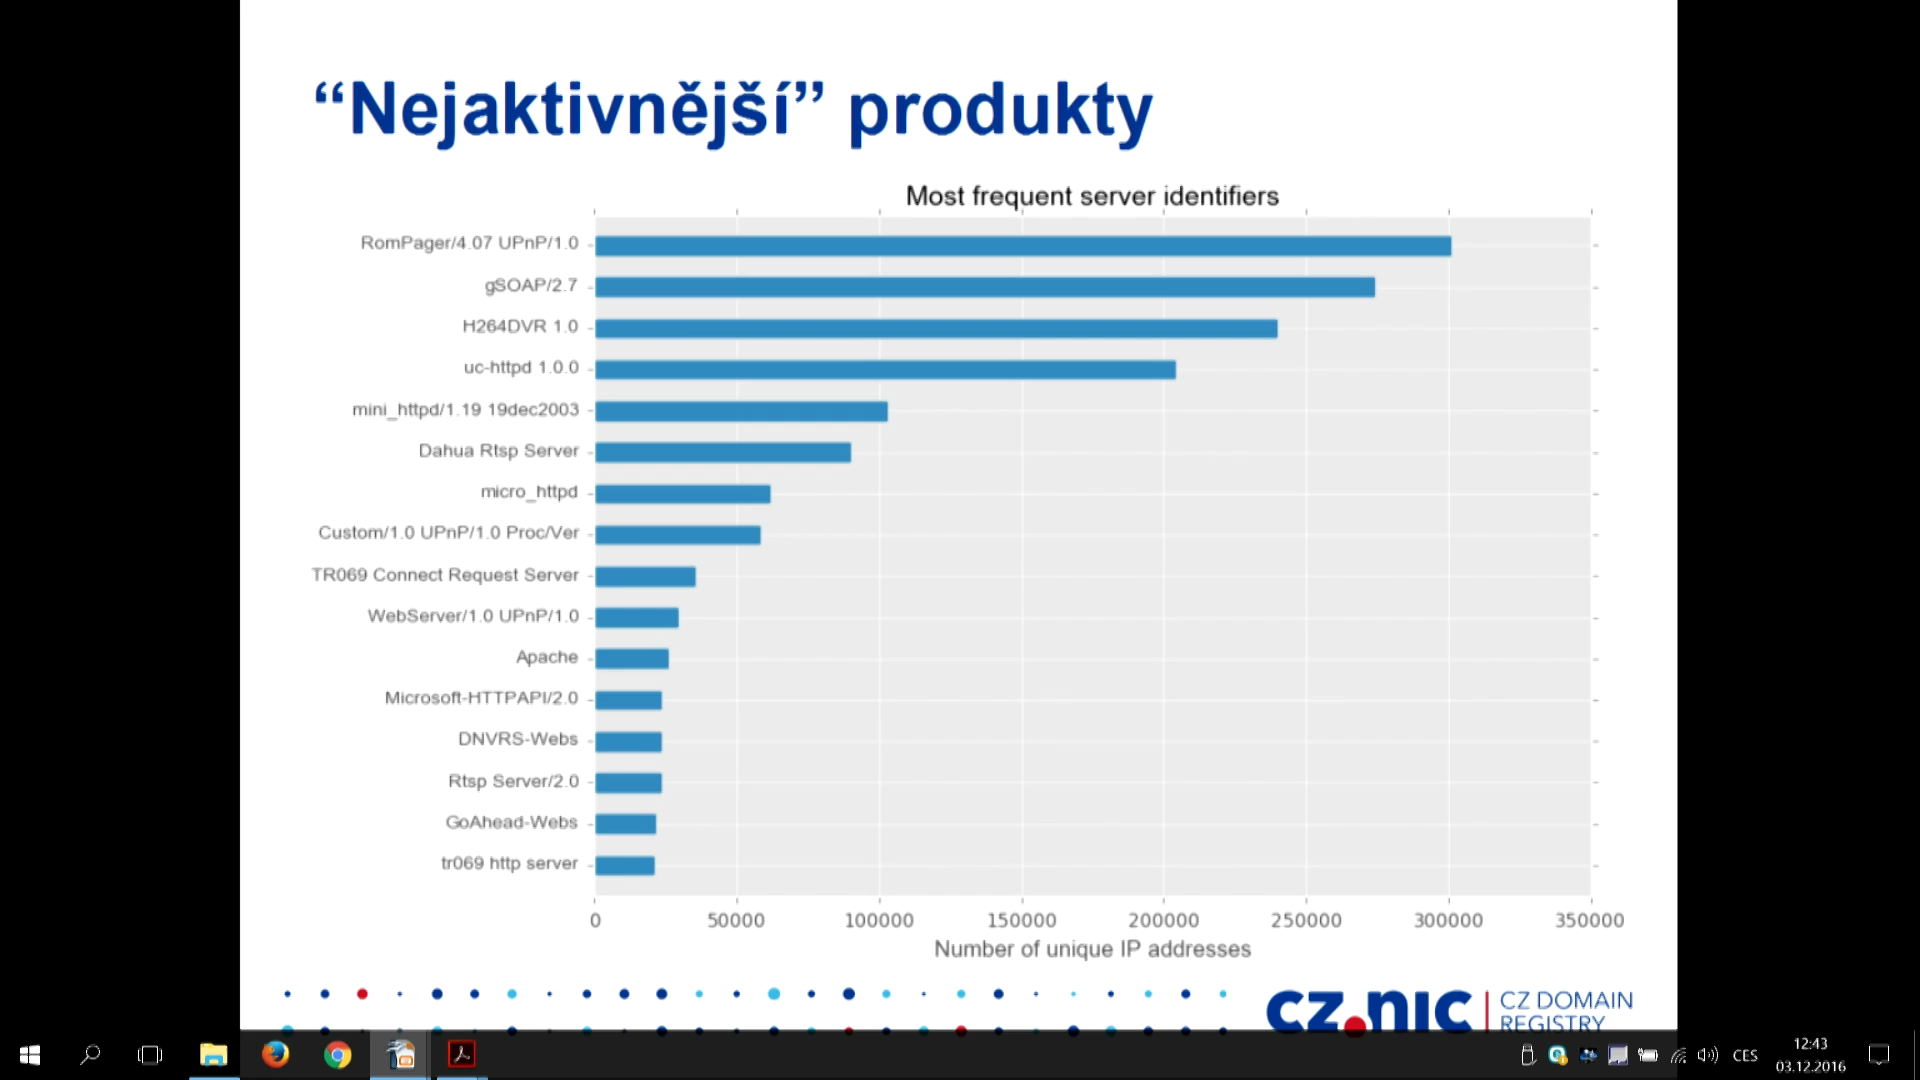 “Nejaktivnější” produkty
Most frequent server identifiers
RomPager/4.07 UPnP/1.0
gSOAP/2.7
H264DVR 1.0
uc-httpd 1.0.0
mini_httpd/1.19 19dec2003
Dahua Rtsp Server
micro_httpd
Custom/1.0 UPnP/1.0 Proc/Ver
TR069 Connect Request Server
WebServer/1.0 UPnP/1.0
Apache
Microsoft-HTTPAPI/2.0
DNVRS-Webs
Rtsp Server/2.0
GoAhead-Webs
tr069 http server
0 50000 100000 150000 200000 250000 300000 350000
Number of unique IP addresses
cz.nic CZ DOMAIN
REGISTRY
CES
12:43
03.12.2016